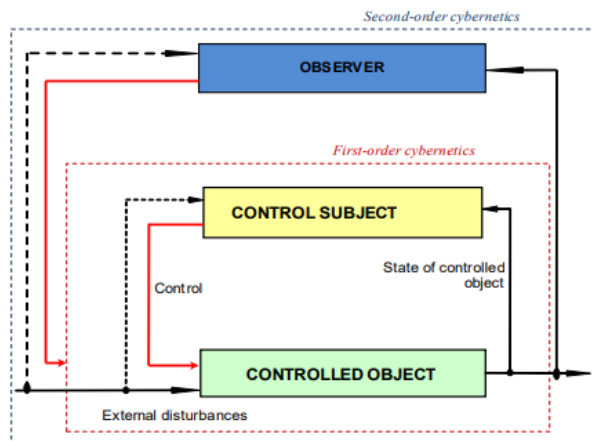 Second-order cybernetics
OBSERVER
First-order cybernetics
CONTROL SUBJECT
State of controlled
object
Control
CONTROLLED OBJECT
External disturbances